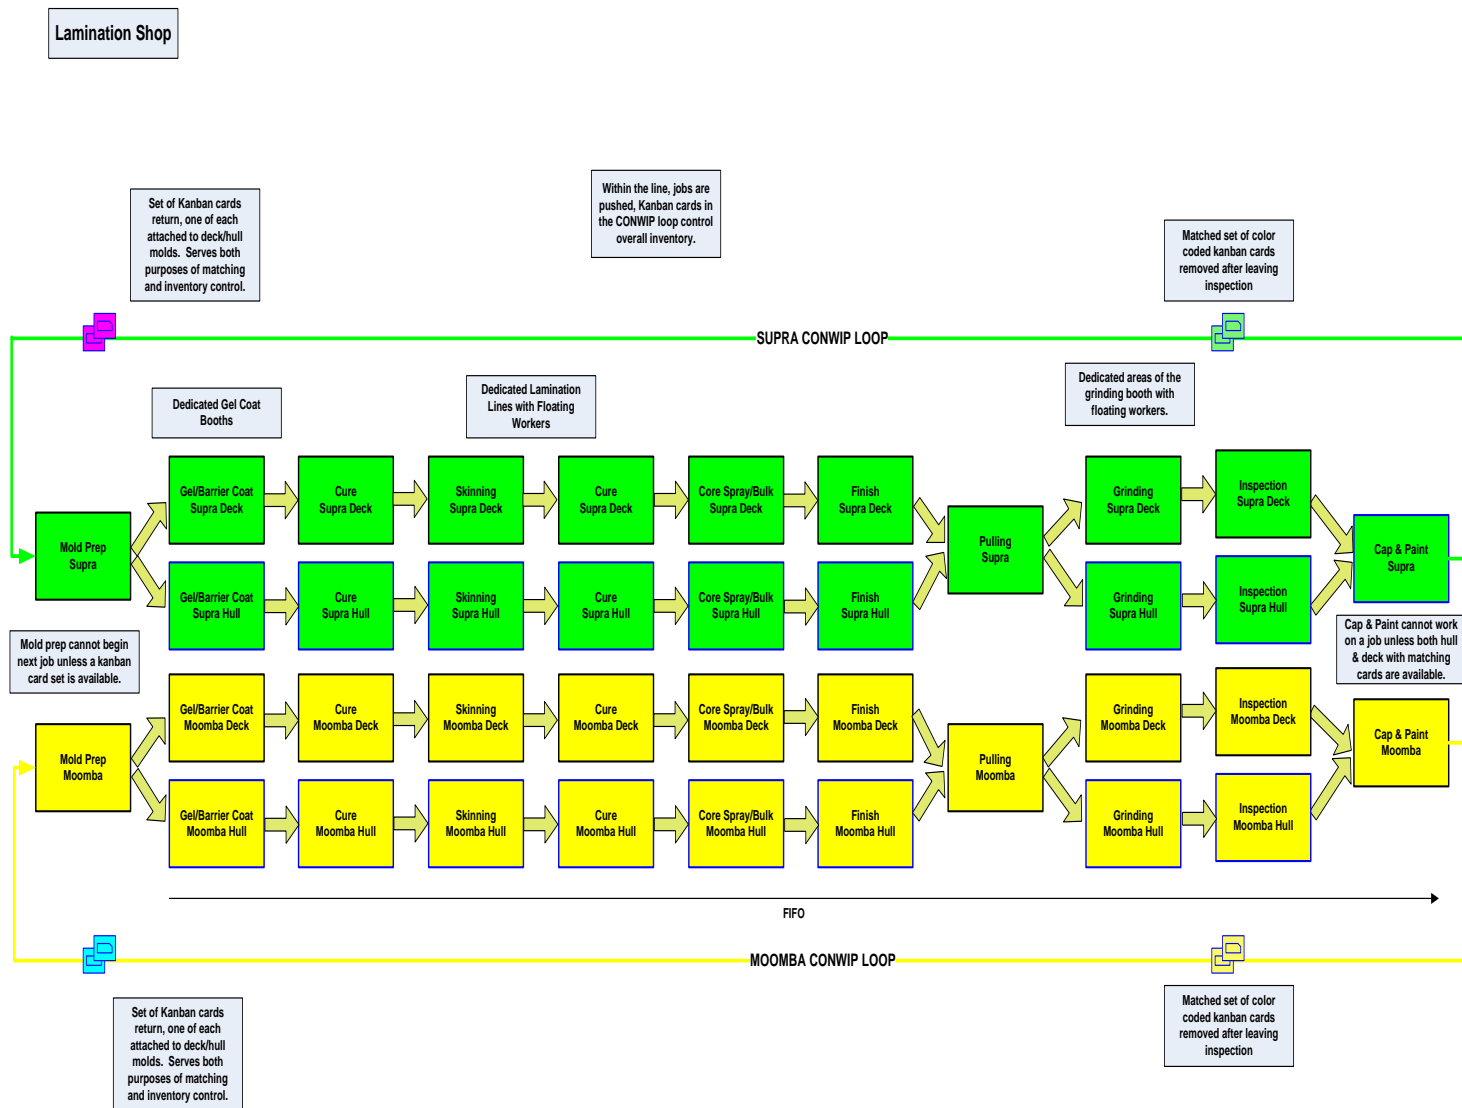 Lamination Shop
Set of Kanban cards
return, one of each
attached to deck/hull
molds.  Serves both
purposes of matching
and inventory control.
Within the line, jobs are
pushed, Kanban cards in
the CONWIP loop control
overall inventory.
Matched set of color
coded kanban cards
removed after leaving
inspection
C
D
SUPRA CONWIP LOOP
C
D
Dedicated Gel Coat
Booths
Dedicated Lamination
Lines with Floating
Workers
Dedicated areas of the
grinding booth with
floating workers.
Mold Prep
Supra
Gel/Barrier Coat
Supra Deck
Cure
Supra Deck
Skinning
Supra Deck
Cure
Supra Deck
Core Spray/Bulk
Supra Deck
Finish
Supra Deck
Pulling
Supra
Grinding
Supra Deck
Inspection
Supra Deck
Cap & Paint
Supra
Gel/Barrier Coat
Supra Hull
Cure
Supra Hull
Skinning
Supra Hull
Cure
Supra Hull
Core Spray/Bulk
Supra Hull
Finish
Supra Hull
Grinding
Supra Hull
Inspection
Supra Hull
Mold prep cannot begin
next job unless a kanban
card set is available.
Cap & Paint cannot work
on a job unless both hull
& deck with matching
cards are available.
Mold Prep
Moomba
Gel/Barrier Coat
Moomba Deck
Cure
Moomba Deck
Skinning
Moomba Deck
Cure
Moomba Deck
Core Spray/Bulk
Moomba Deck
Finish
Moomba Deck
Pulling
Moomba
Grinding
Moomba Deck
Inspection
Moomba Deck
Cap & Paint
Moomba
Gel/Barrier Coat
Moomba Hull
Cure
Moomba Hull
Skinning
Moomba Hull
Cure
Moomba Hull
Core Spray/Bulk
Moomba Hull
Finish
Moomba Hull
Grinding
Moomba Hull
Inspection
Moomba Hull
FIFO
C
D
MOOMBA CONWIP LOOP
C
D
Set of Kanban cards
return, one of each
attached to deck/hull
molds.  Serves both
purposes of matching
and inventory control.
Matched set of color
coded kanban cards
removed after leaving
inspection